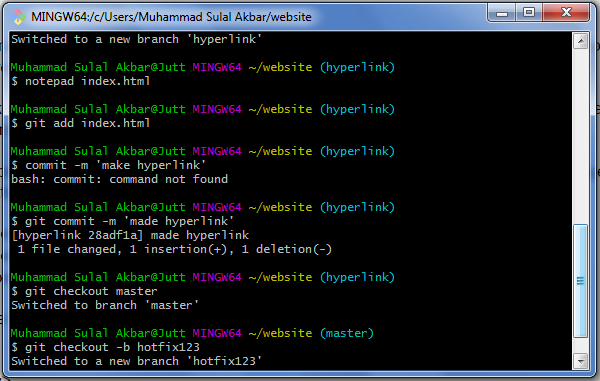 MINGW64:/c/Users/Muhammad Sulal Akbar/website
Switched to a new branch 'hyperlink'
Muhammad Sulal Akbar@Jutt MINGW64 ~/website (hyperlink)
$ notepad index.html
Muhammad Sulal Akbar@Jutt MINGW64 ~/website (hyperlink)
$ git add index.html
Muhammad Sulal Akbar@Jutt MINGW64 ~/website (hyperlink)
$ commit -m 'make hyperlink'
bash: commit: command not found
Muhammad Sulal Akbar@Jutt MINGW64 ~/website (hyperlink)
$ git commit -m 'made hyperlink'
[hyperlink 28adf1a] made hyperlink
 1 file changed, 1 insertion(+), 1 deletion(-)
Muhammad Sulal Akbar@Jutt MINGW64 ~/website (hyperlink)
$ git checkout master
Switched to branch 'master'
Muhammad Sulal Akbar@Jutt MINGW64 ~/website (master)
$ git checkout -b hotfix123
Switched to a new branch 'hotfix123'